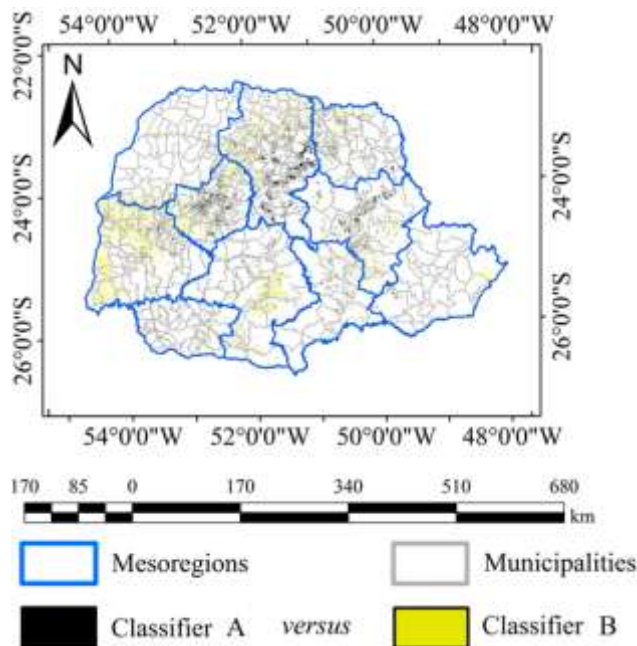 54°0'0"W 52°0'0"W 50°0'0"W 48°0'0"W
N
22°0'0"S
24°0'0"S
24°0'0"S
26°0'0"S
26°0'0"S
54°0'0"W 52°0'0"W 50°0'0"W 48°0'0"W
170 85 0 170 340 510 680
km
Mesoregions Municipalities
Classifier A versus Classifier B